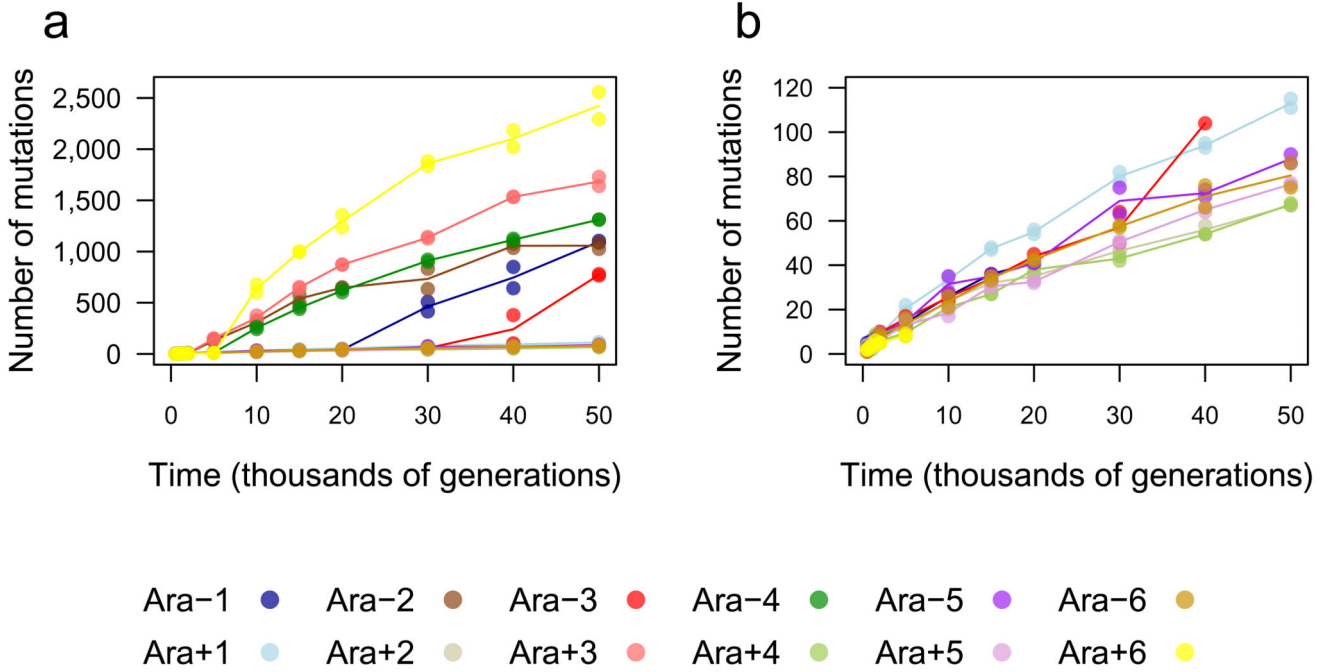 a
Number of mutations
2,500
2,000
1,500
1,000
500
0
0 10 20 30 40 50
Time (thousands of generations)
b
Number of mutations
120
100
80
60
40
20
0
0 10 20 30 40 50
Time (thousands of generations)
Ara−1 Ara−2 Ara−3 Ara−4 Ara−5 Ara−6
Ara+1 Ara+2 Ara+3 Ara+4 Ara+5 Ara+6